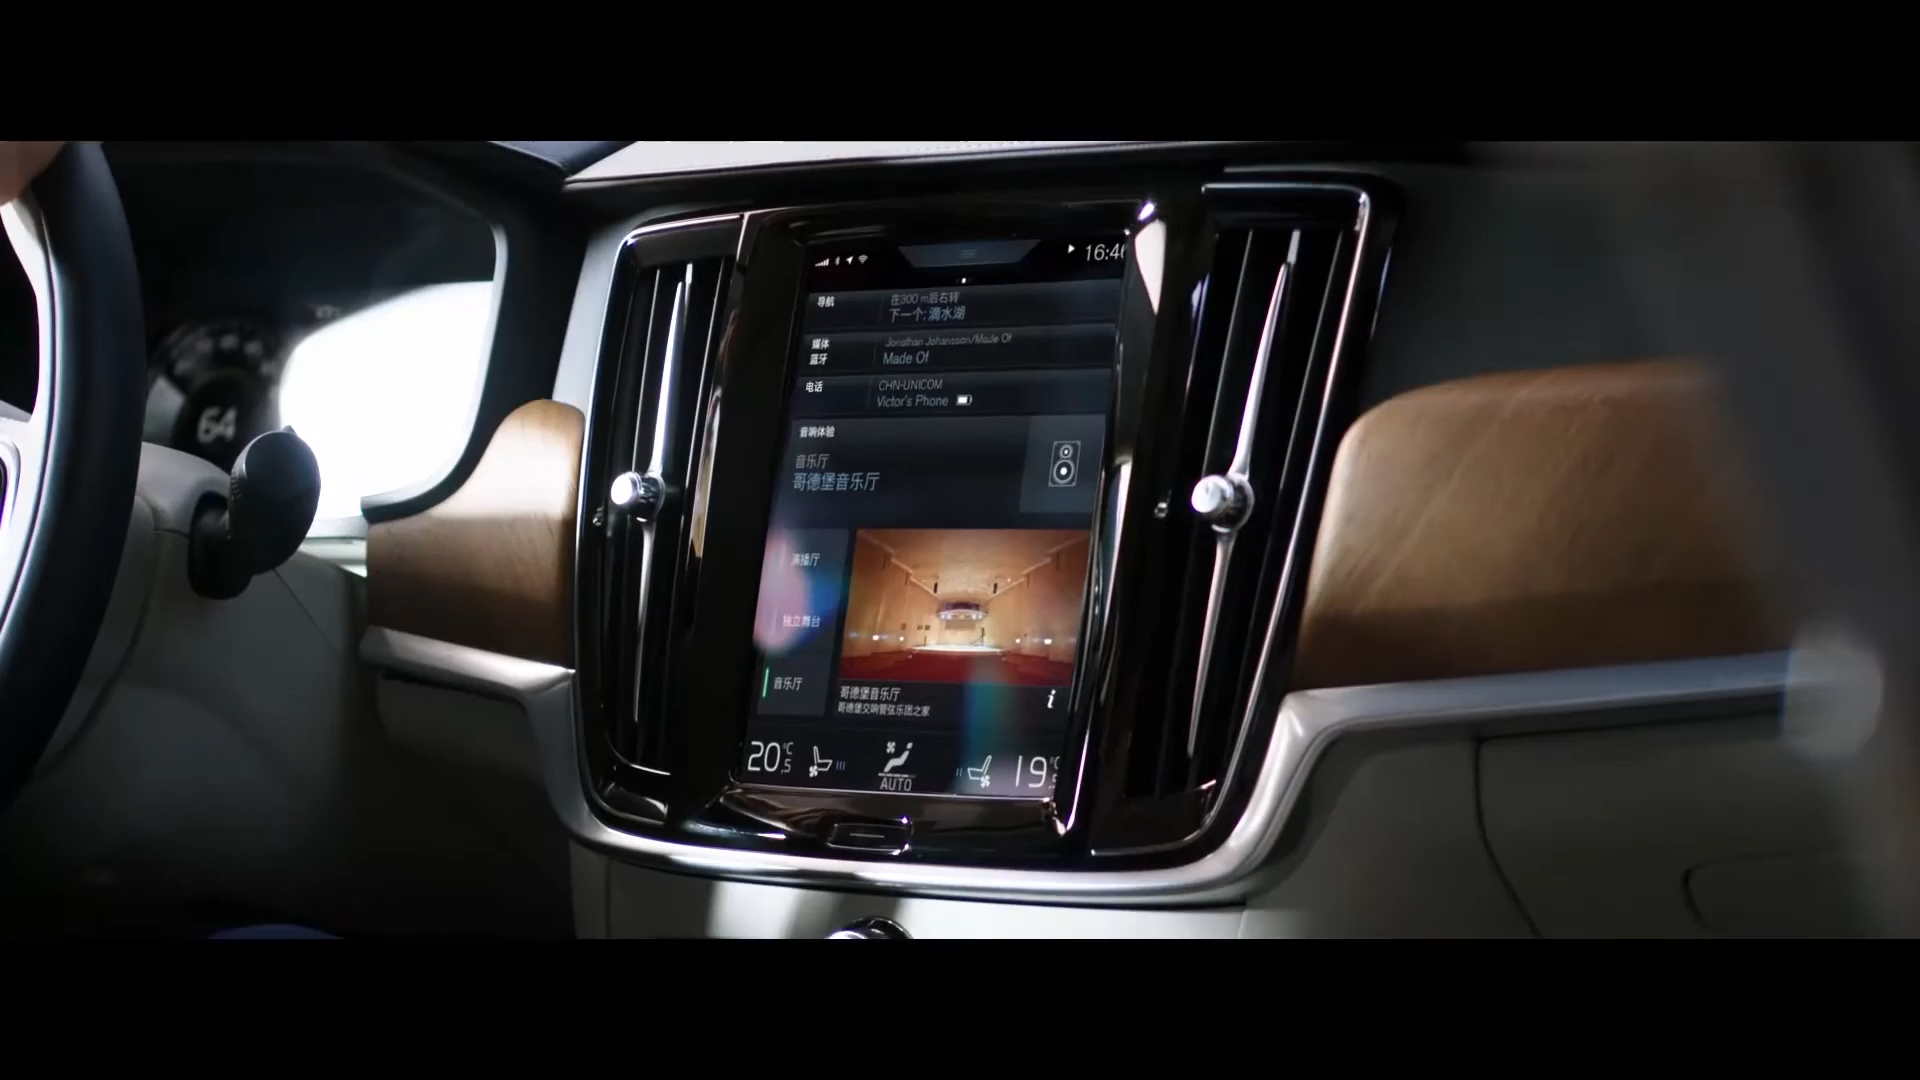 16:46
导航
在300 m后右转
下一个: 滴水湖
媒体
蓝牙
Jonathan Johansson/Made Of
Made Of
电话
CHN-UNICOM
Victor's Phone
音响体验
音乐厅
哥德堡音乐厅
演播厅
独立舞台
音乐厅
哥德堡音乐厅
哥德堡交响管弦乐团之家
i
20,5 °C
AUTO
19,5 °C
64